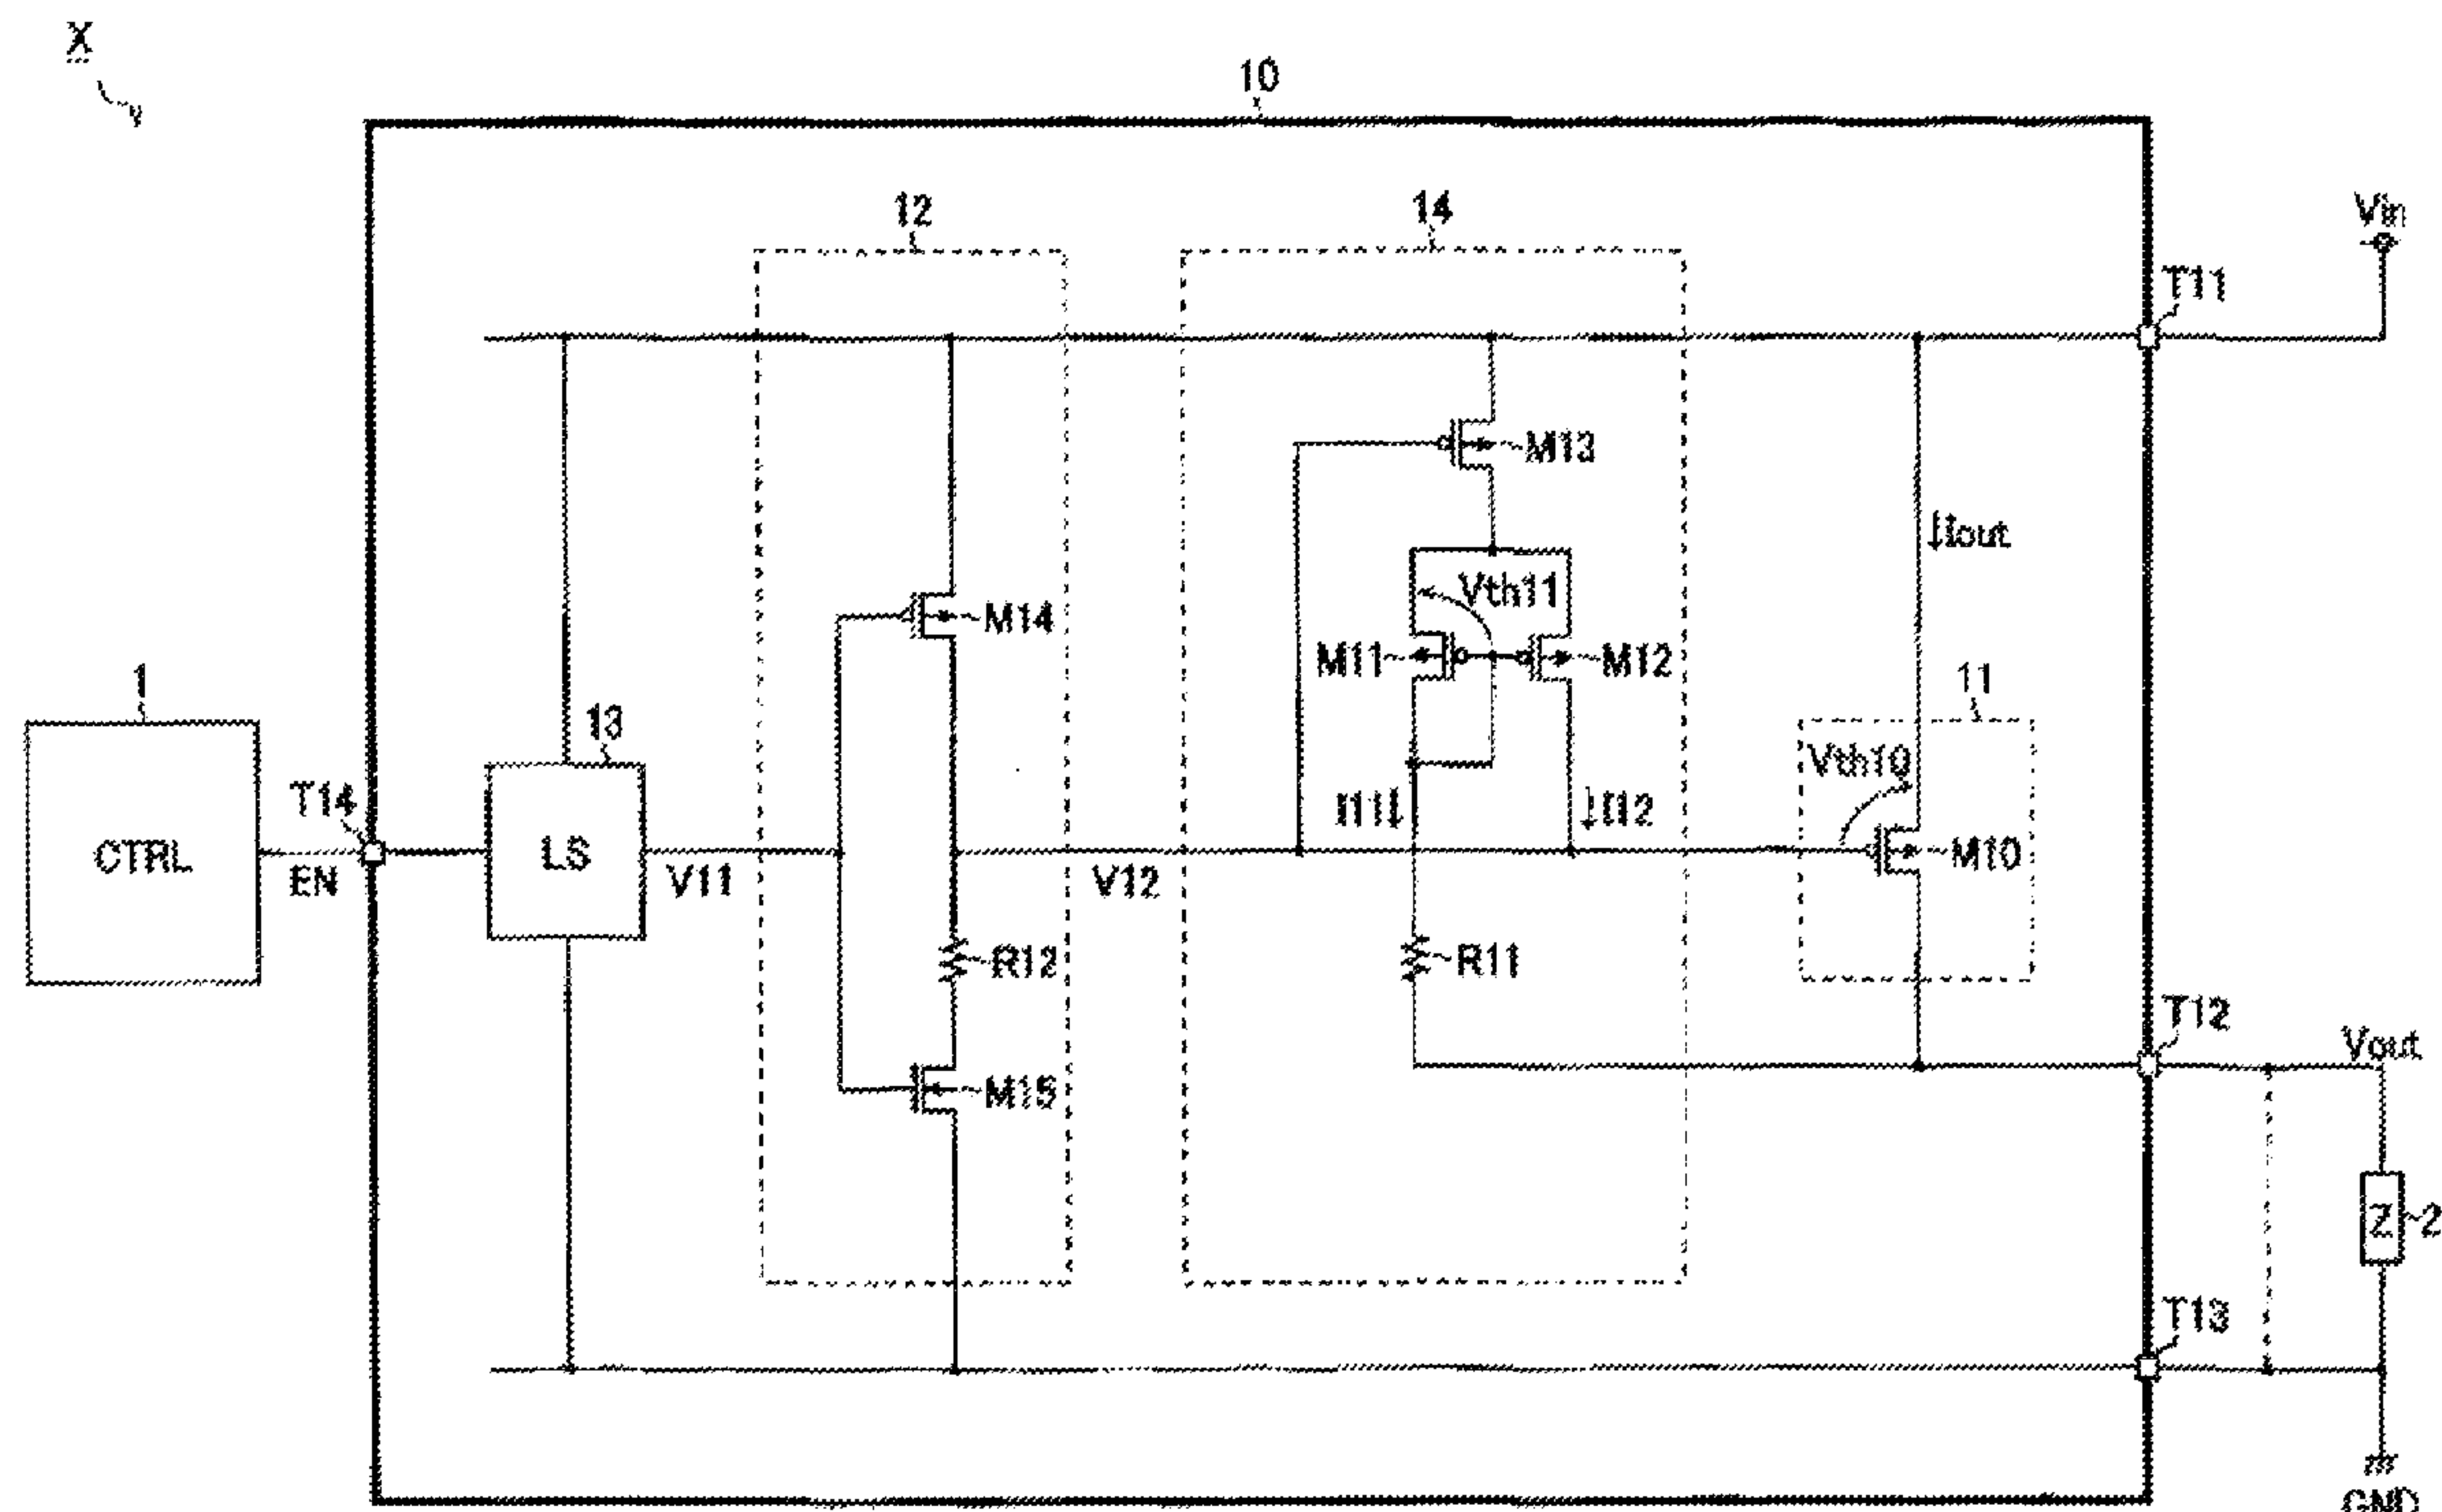 X
10
12
14
Vin
T11
M13
Iout
Vth11
M14
M11
M12
1
13
11
Vth10
T14
I11
I12
CTRL
LS
M10
EN
V11
V12
R12
R11
T12
Vout
M15
Z
2
T13
GND